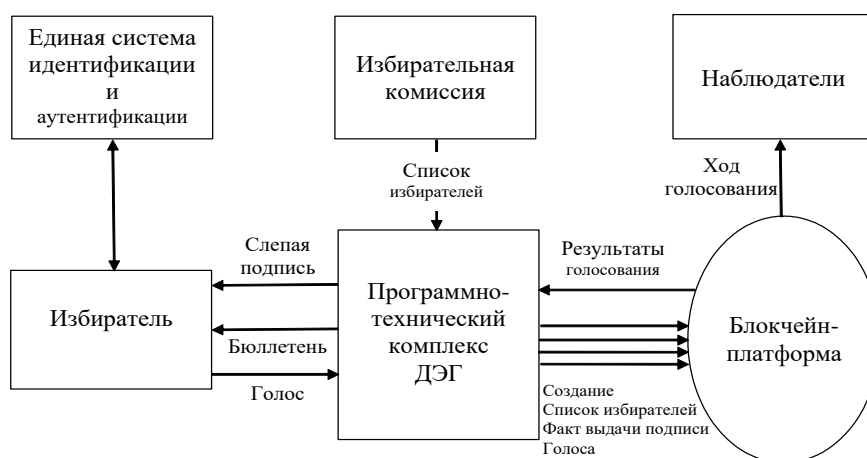 Единая система
идентификации
и
аутентификации
Избирательная
комиссия
Наблюдатели
Список
избирателей
Ход
голосования
Слепая
подпись
Результаты
голосования
Избиратель
Бюллетень
Голос
Программно-
технический
комплекс
ДЭГ
Блокчейн-
платформа
Создание
Список избирателей
Факт выдачи подписи
Голоса